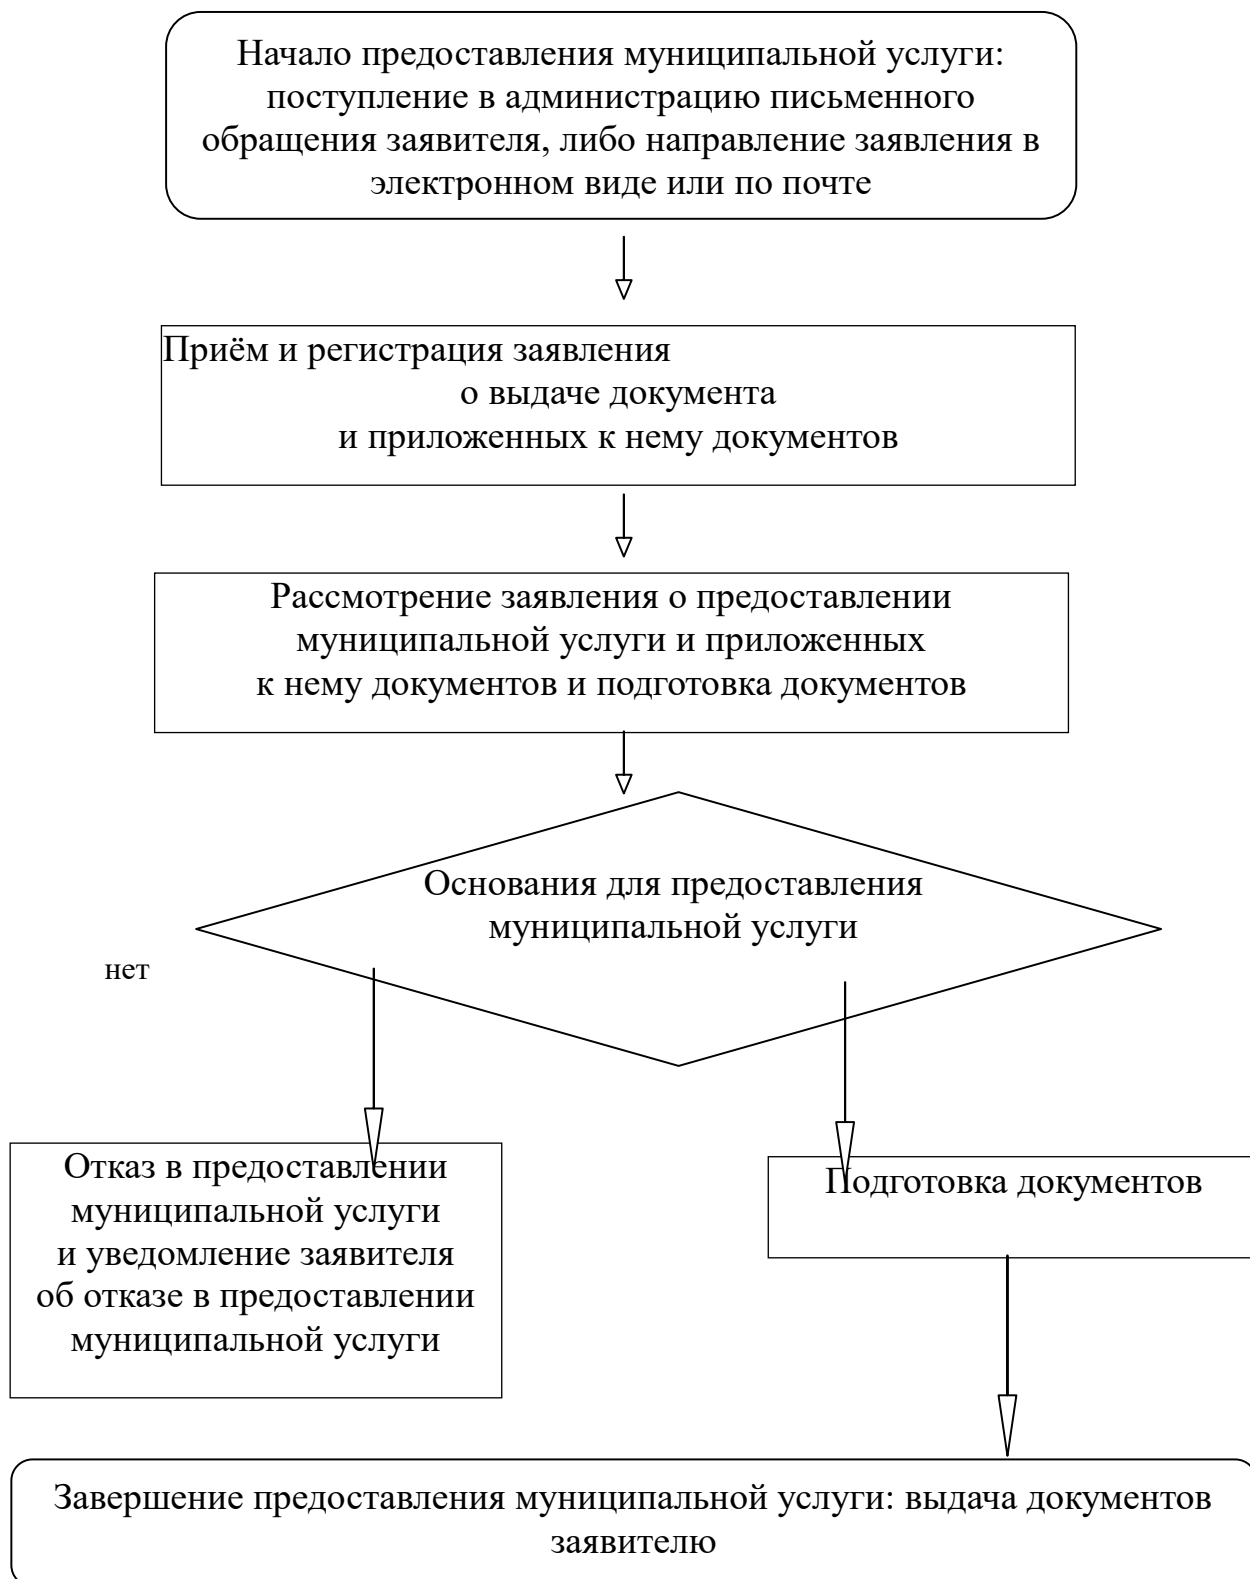 Начало предоставления муниципальной услуги:
поступление в администрацию письменного
обращения заявителя, либо направление заявления в
электронном виде или по почте
Приём и регистрация заявления
о выдаче документа
и приложенных к нему документов
Рассмотрение заявления о предоставлении
муниципальной услуги и приложенных
к нему документов и подготовка документов
Основания для предоставления
муниципальной услуги
нет
Отказ в предоставлении
муниципальной услуги
и уведомление заявителя
об отказе в предоставлении
муниципальной услуги
Подготовка документов
Завершение предоставления муниципальной услуги: выдача документов
заявителю